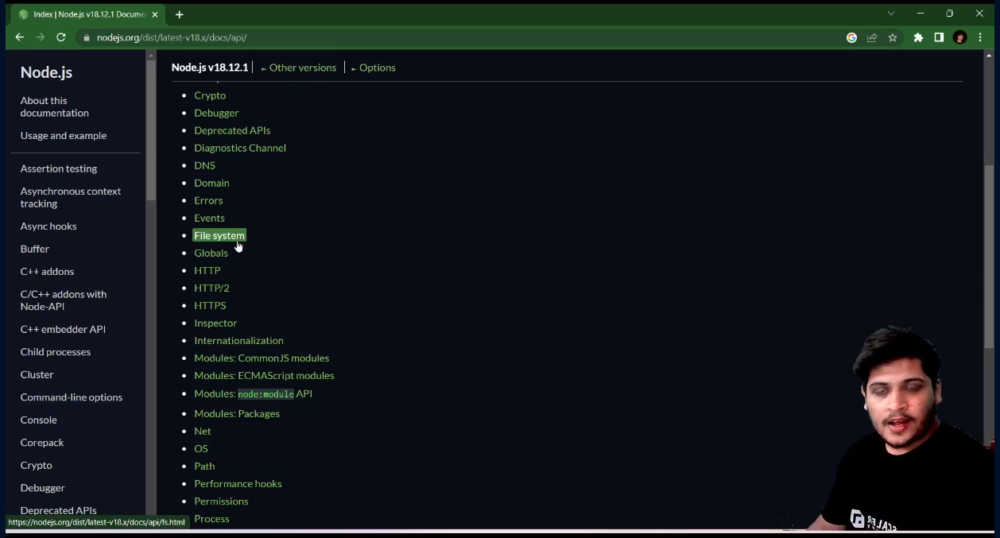 Index | Node.js v18.12.1 Docume
nodejs.org/dist/latest-v18.x/docs/api/
Node.js
About this
documentation
Usage and example
Assertion testing
Asynchronous context
tracking
Async hooks
Buffer
C++ addons
C/C++ addons with
Node-API
C++ embedder API
Child processes
Cluster
Command-line options
Console
Corepack
Crypto
Debugger
Deprecated APIs
https://nodejs.org/dist/latest-v18.x/docs/api/fs.html
Node.js v18.12.1
► Other versions
► Options
Crypto
Debugger
Deprecated APIs
Diagnostics Channel
DNS
Domain
Errors
Events
File system
Globals
HTTP
HTTP/2
HTTPS
Inspector
Internationalization
Modules: CommonJS modules
Modules: ECMAScript modules
Modules: node:module API
Modules: Packages
Net
OS
Path
Performance hooks
Permissions
Process